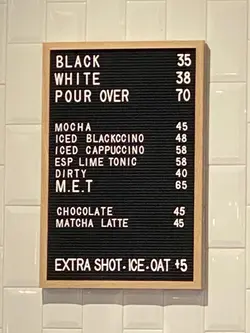 BLACK 35
WHITE 38
POUR OVER 70
MOCHA 45
ICED BLACKCCINO 48
ICED CAPPUCCINO 58
ESP LIME TONIC 58
DIRTY 40
M.E.T 65
CHOCOLATE 45
MATCHA LATTE 45
EXTRA SHOT · ICE · OAT +5